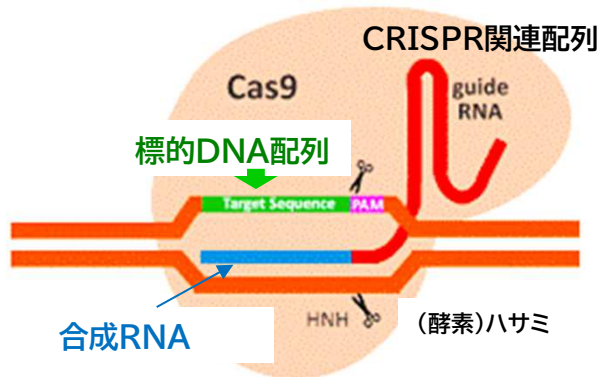 CRISPR関連配列
Cas9
guide
RNA
標的DNA配列
Target Sequence
PAM
合成RNA
HNH
(酵素)ハサミ